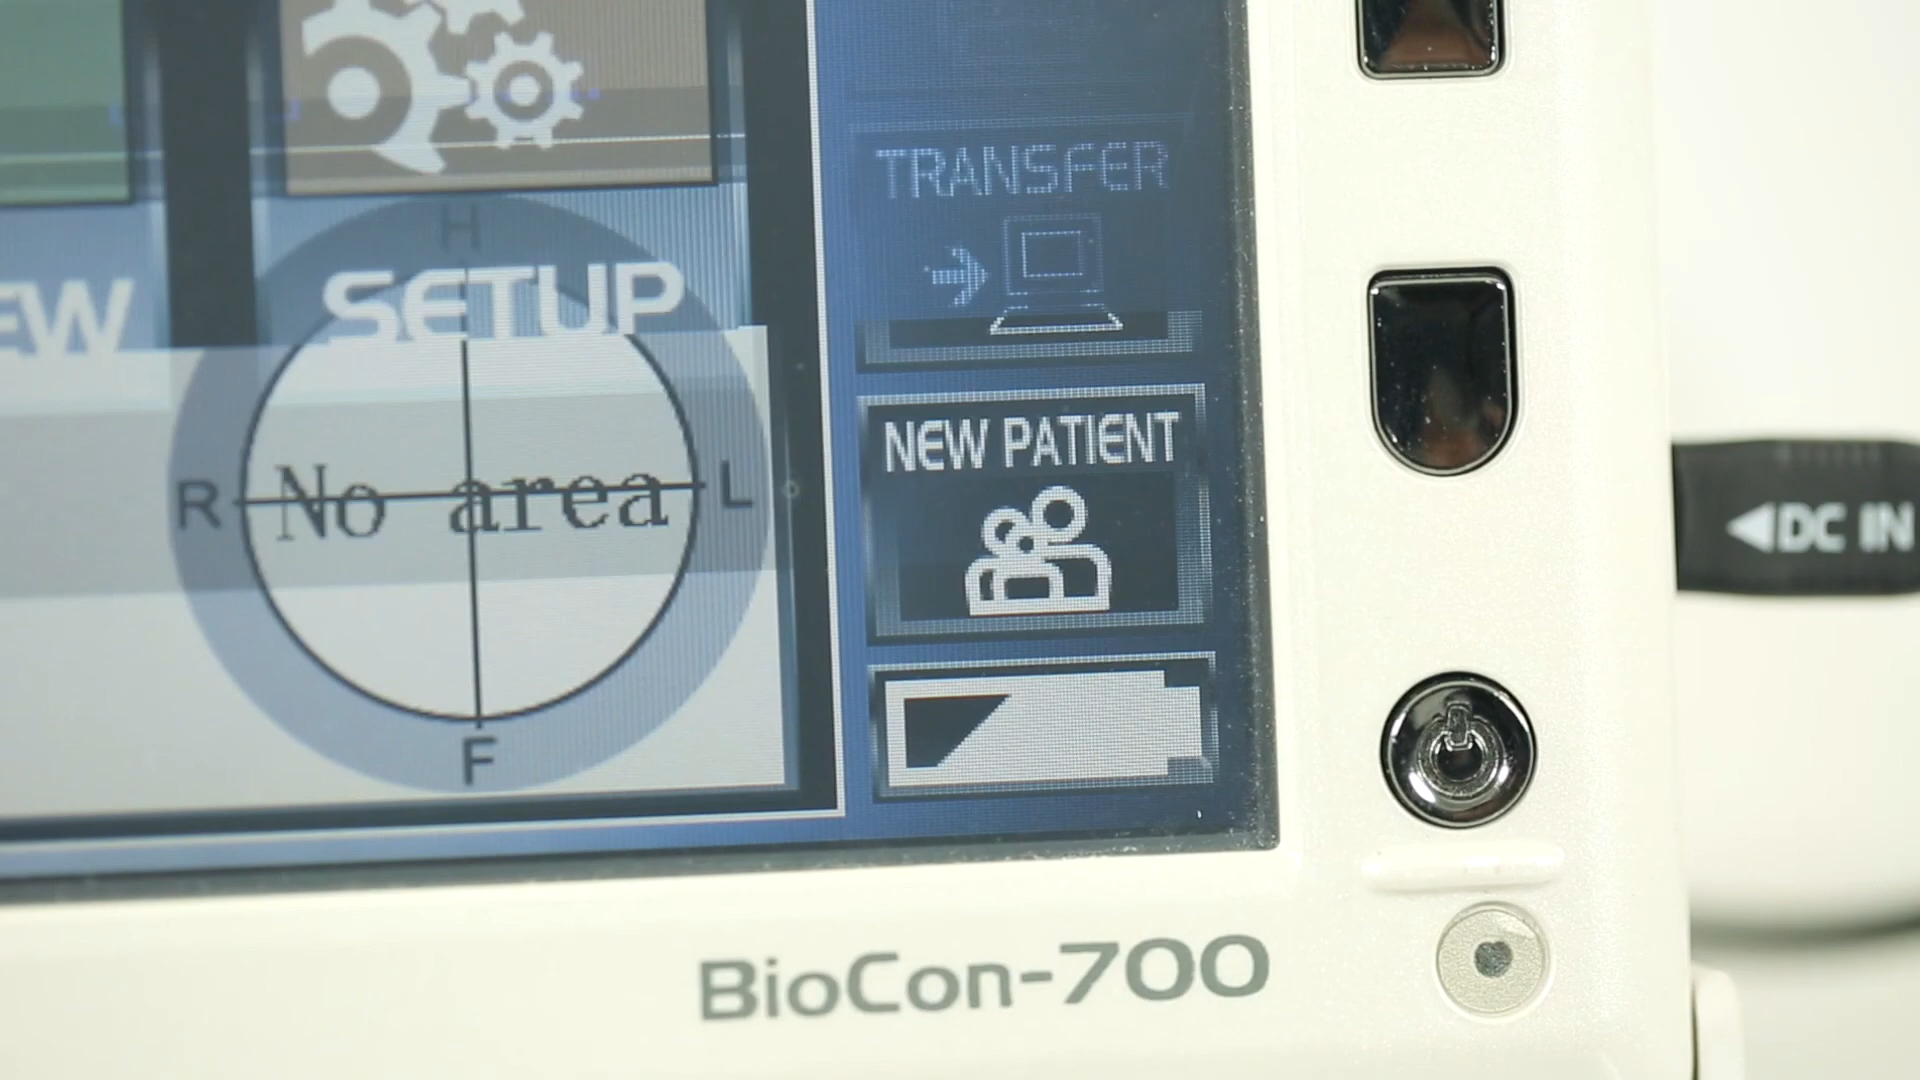 TRANSFER
H
EW
SETUP
NEW PATIENT
R
No area
L
DC IN
F
BioCon-700